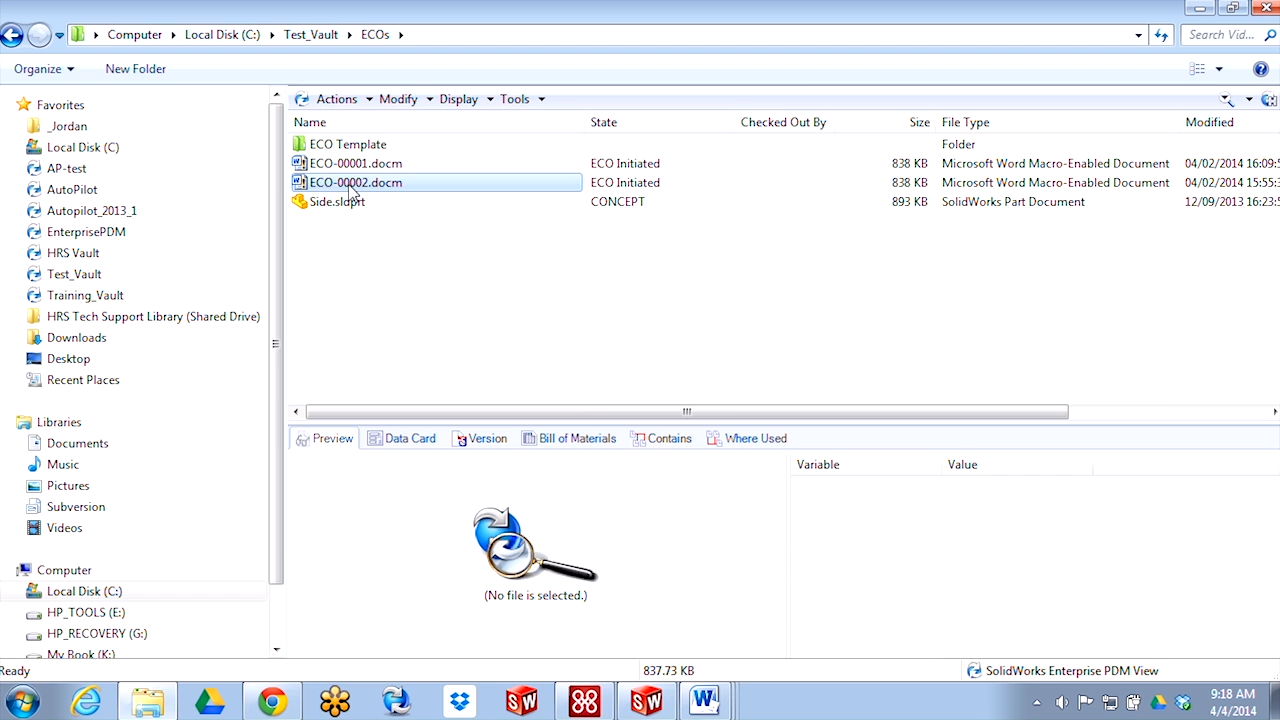 Computer Local Disk (C:) Test_Vault ECOs
Search Vid...
Organize New Folder
Favorites
_Jordan
Local Disk (C:)
AP-test
AutoPilot
Autopilot_2013_1
EnterprisePDM
HRS Vault
Test_Vault
Training_Vault
HRS Tech Support Library (Shared Drive)
Downloads
Desktop
Recent Places
Libraries
Documents
Music
Pictures
Subversion
Videos
Computer
Local Disk (C:)
HP_TOOLS (E:)
HP_RECOVERY (G:)
My Book (K:)
Actions Modify Display Tools
Name State Checked Out By Size File Type Modified
ECO Template Folder
ECO-00001.docm ECO Initiated 838 KB Microsoft Word Macro-Enabled Document 04/02/2014 16:09:5
ECO-00002.docm ECO Initiated 838 KB Microsoft Word Macro-Enabled Document 04/02/2014 15:55:3
Side.sldprt CONCEPT 893 KB SolidWorks Part Document 12/09/2013 16:23:5
Preview Data Card Version Bill of Materials Contains Where Used
Variable Value
(No file is selected.)
Ready 837.73 KB SolidWorks Enterprise PDM View
SW SW W
9:18 AM
4/4/2014